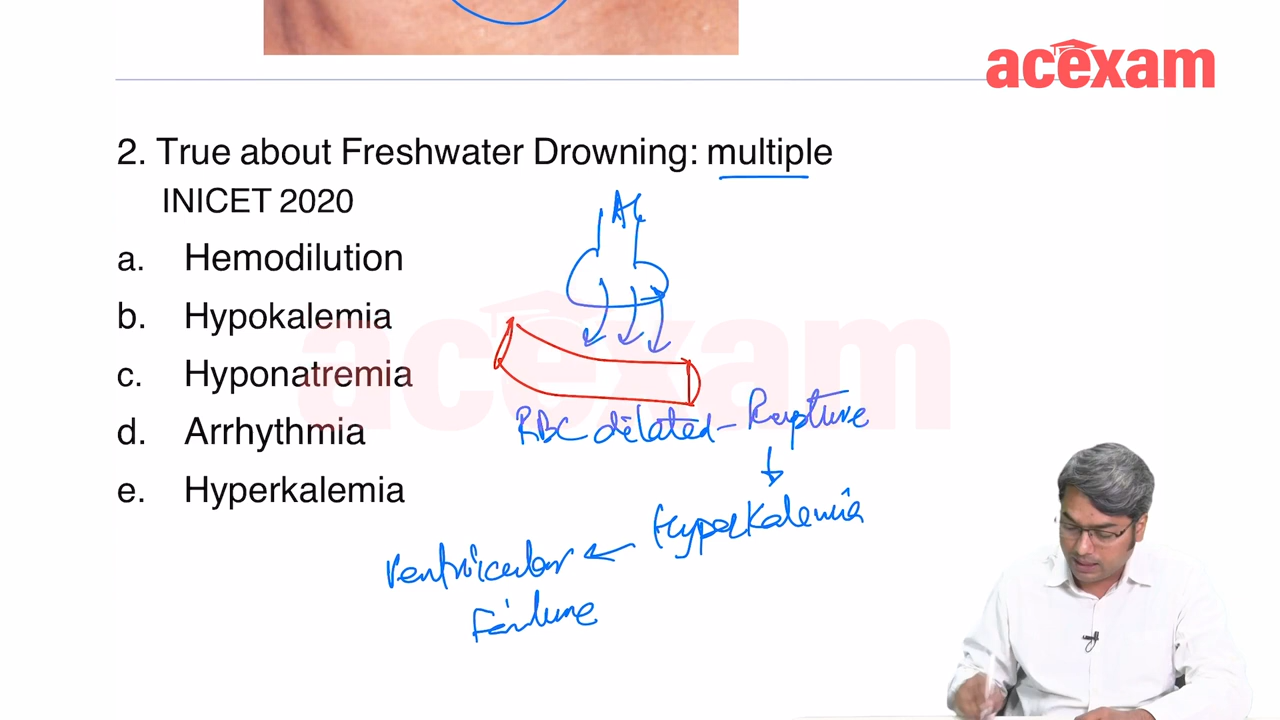 acexam
2. True about Freshwater Drowning: multiple
INICET 2020
a. Hemodilution
b. Hypokalemia
c. Hyponatremia
d. Arrhythmia
e. Hyperkalemia
acexam
RBC dilated - Rupture
Hyperkalemia
Ventricular
Failure